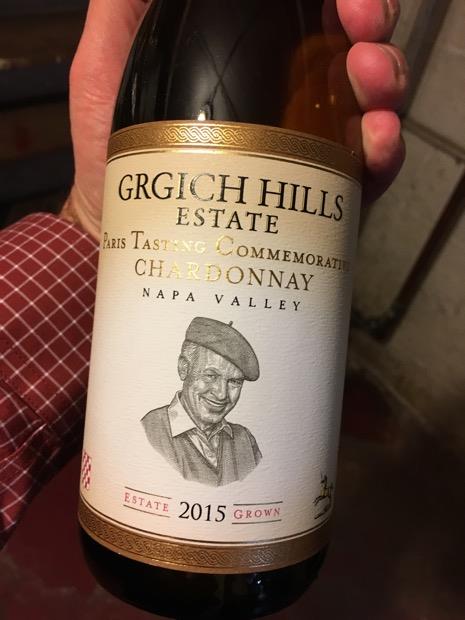 GRGICH HILLS
ESTATE
PARIS TASTING COMMEMORATIVE
CHARDONNAY
NAPA VALLEY
ESTATE 2015 GROWN